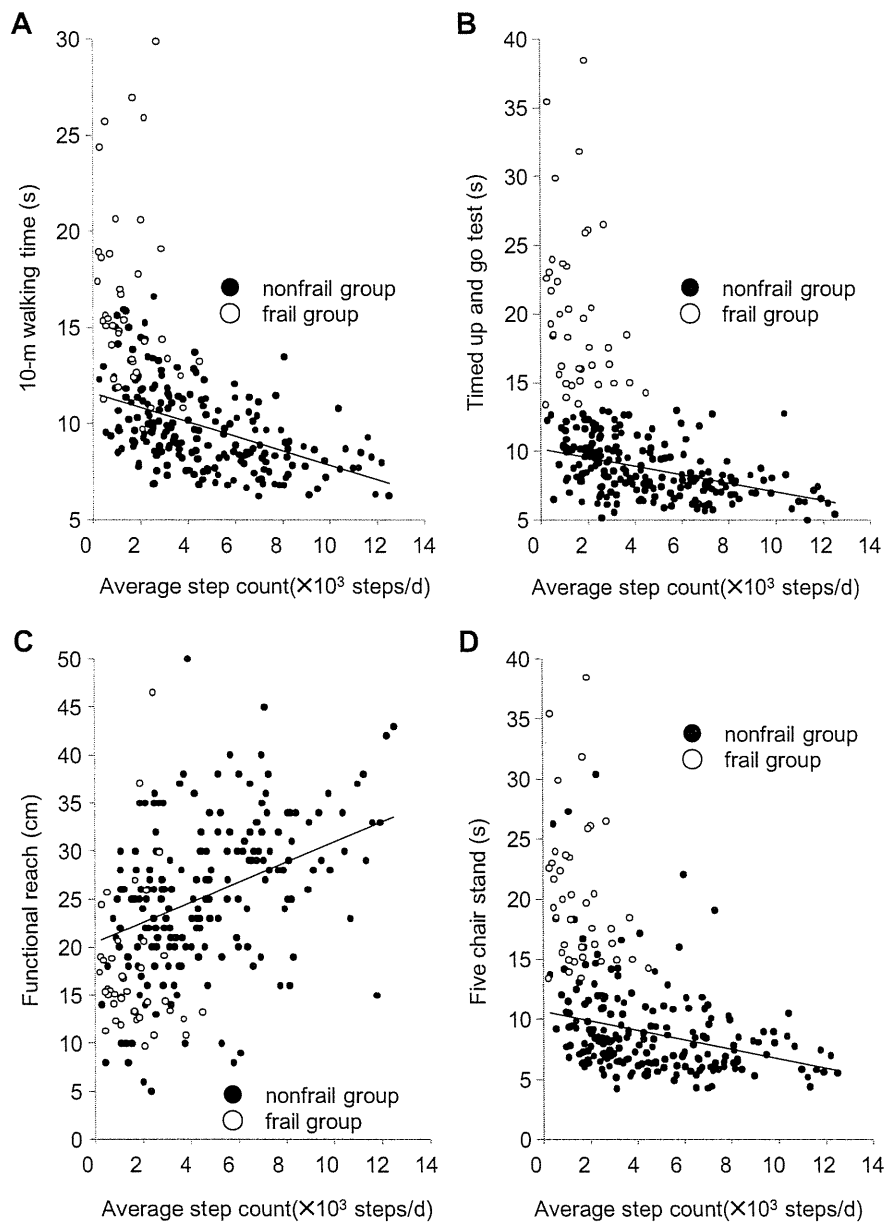 A
30
25
20
15
10
5
10-m walking time (s)
nonfrail group
frail group
0 2 4 6 8 10 12 14
Average step count(×10³ steps/d)
B
40
35
30
25
20
15
10
5
Timed up and go test (s)
nonfrail group
frail group
0 2 4 6 8 10 12 14
Average step count(×10³ steps/d)
C
50
45
40
35
30
25
20
15
10
5
0
Functional reach (cm)
nonfrail group
frail group
0 2 4 6 8 10 12 14
Average step count(×10³ steps/d)
D
40
35
30
25
20
15
10
5
0
Five chair stand (s)
nonfrail group
frail group
0 2 4 6 8 10 12 14
Average step count(×10³ steps/d)